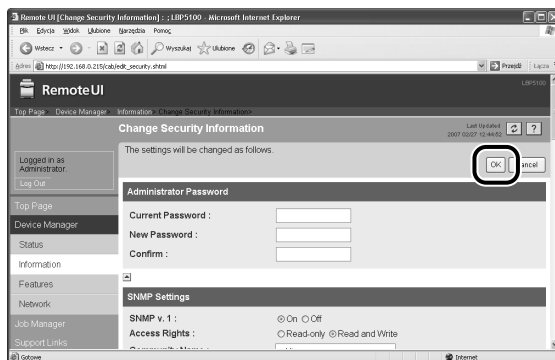 Remote UI [Change Security Information] : ; LBP5100 - Microsoft Internet Explorer
Plik Edycja Widok Ulubione Narzędzia Pomoc
Wstecz Wyszukaj Ulubione
Adres http://192.168.0.215/cab/edit_security.shtml Przejdź Łącza
Remote UI LBP5100
Top Page> Device Manager> Information> Change Security Information>
Change Security Information
Last Updated
2007 02/27 12:44:52
The settings will be changed as follows.
OK
Logged in as
Administrator.
Log Out
Administrator Password
Top Page
Current Password :
Device Manager
New Password :
Status
Confirm :
Information
Features
SNMP Settings
Network
SNMP v. 1 : On Off
Job Manager
Access Rights : Read-only Read and Write
Support Links
Gotowe Internet